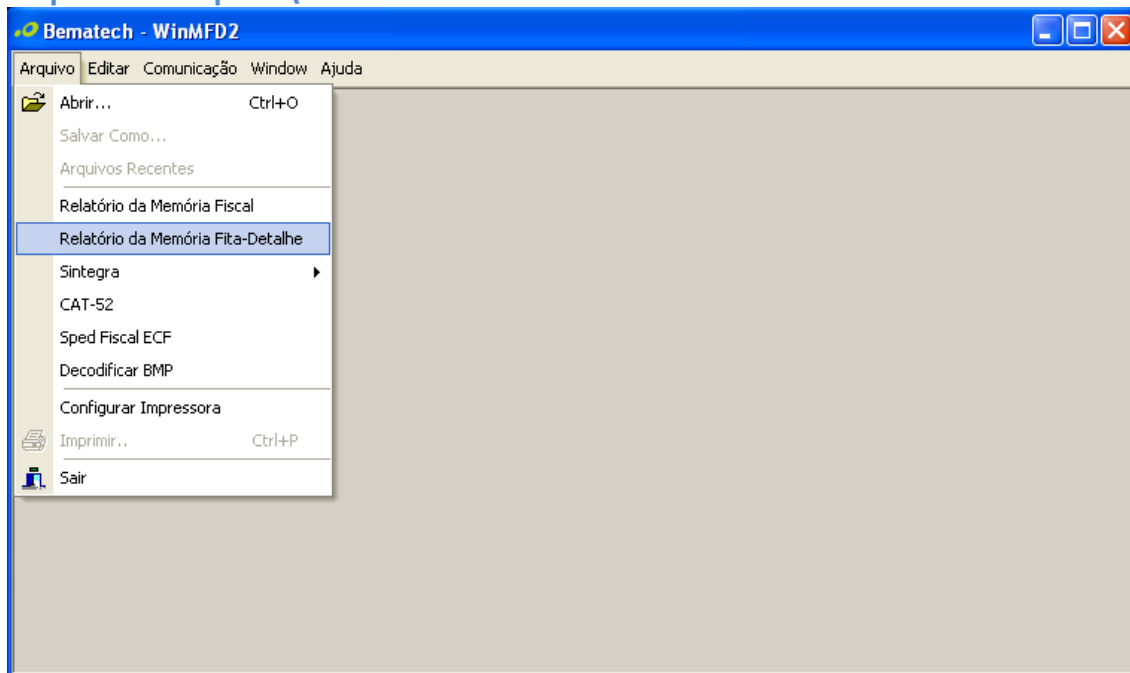 Bematech - WinMFD2
Arquivo Editar Comunicação Window Ajuda
Abrir... Ctrl+O
Salvar Como...
Arquivos Recentes
Relatório da Memória Fiscal
Relatório da Memória Fita-Detalhe
Sintegra
CAT-52
Sped Fiscal ECF
Decodificar BMP
Configurar Impressora
Imprimir.. Ctrl+P
Sair